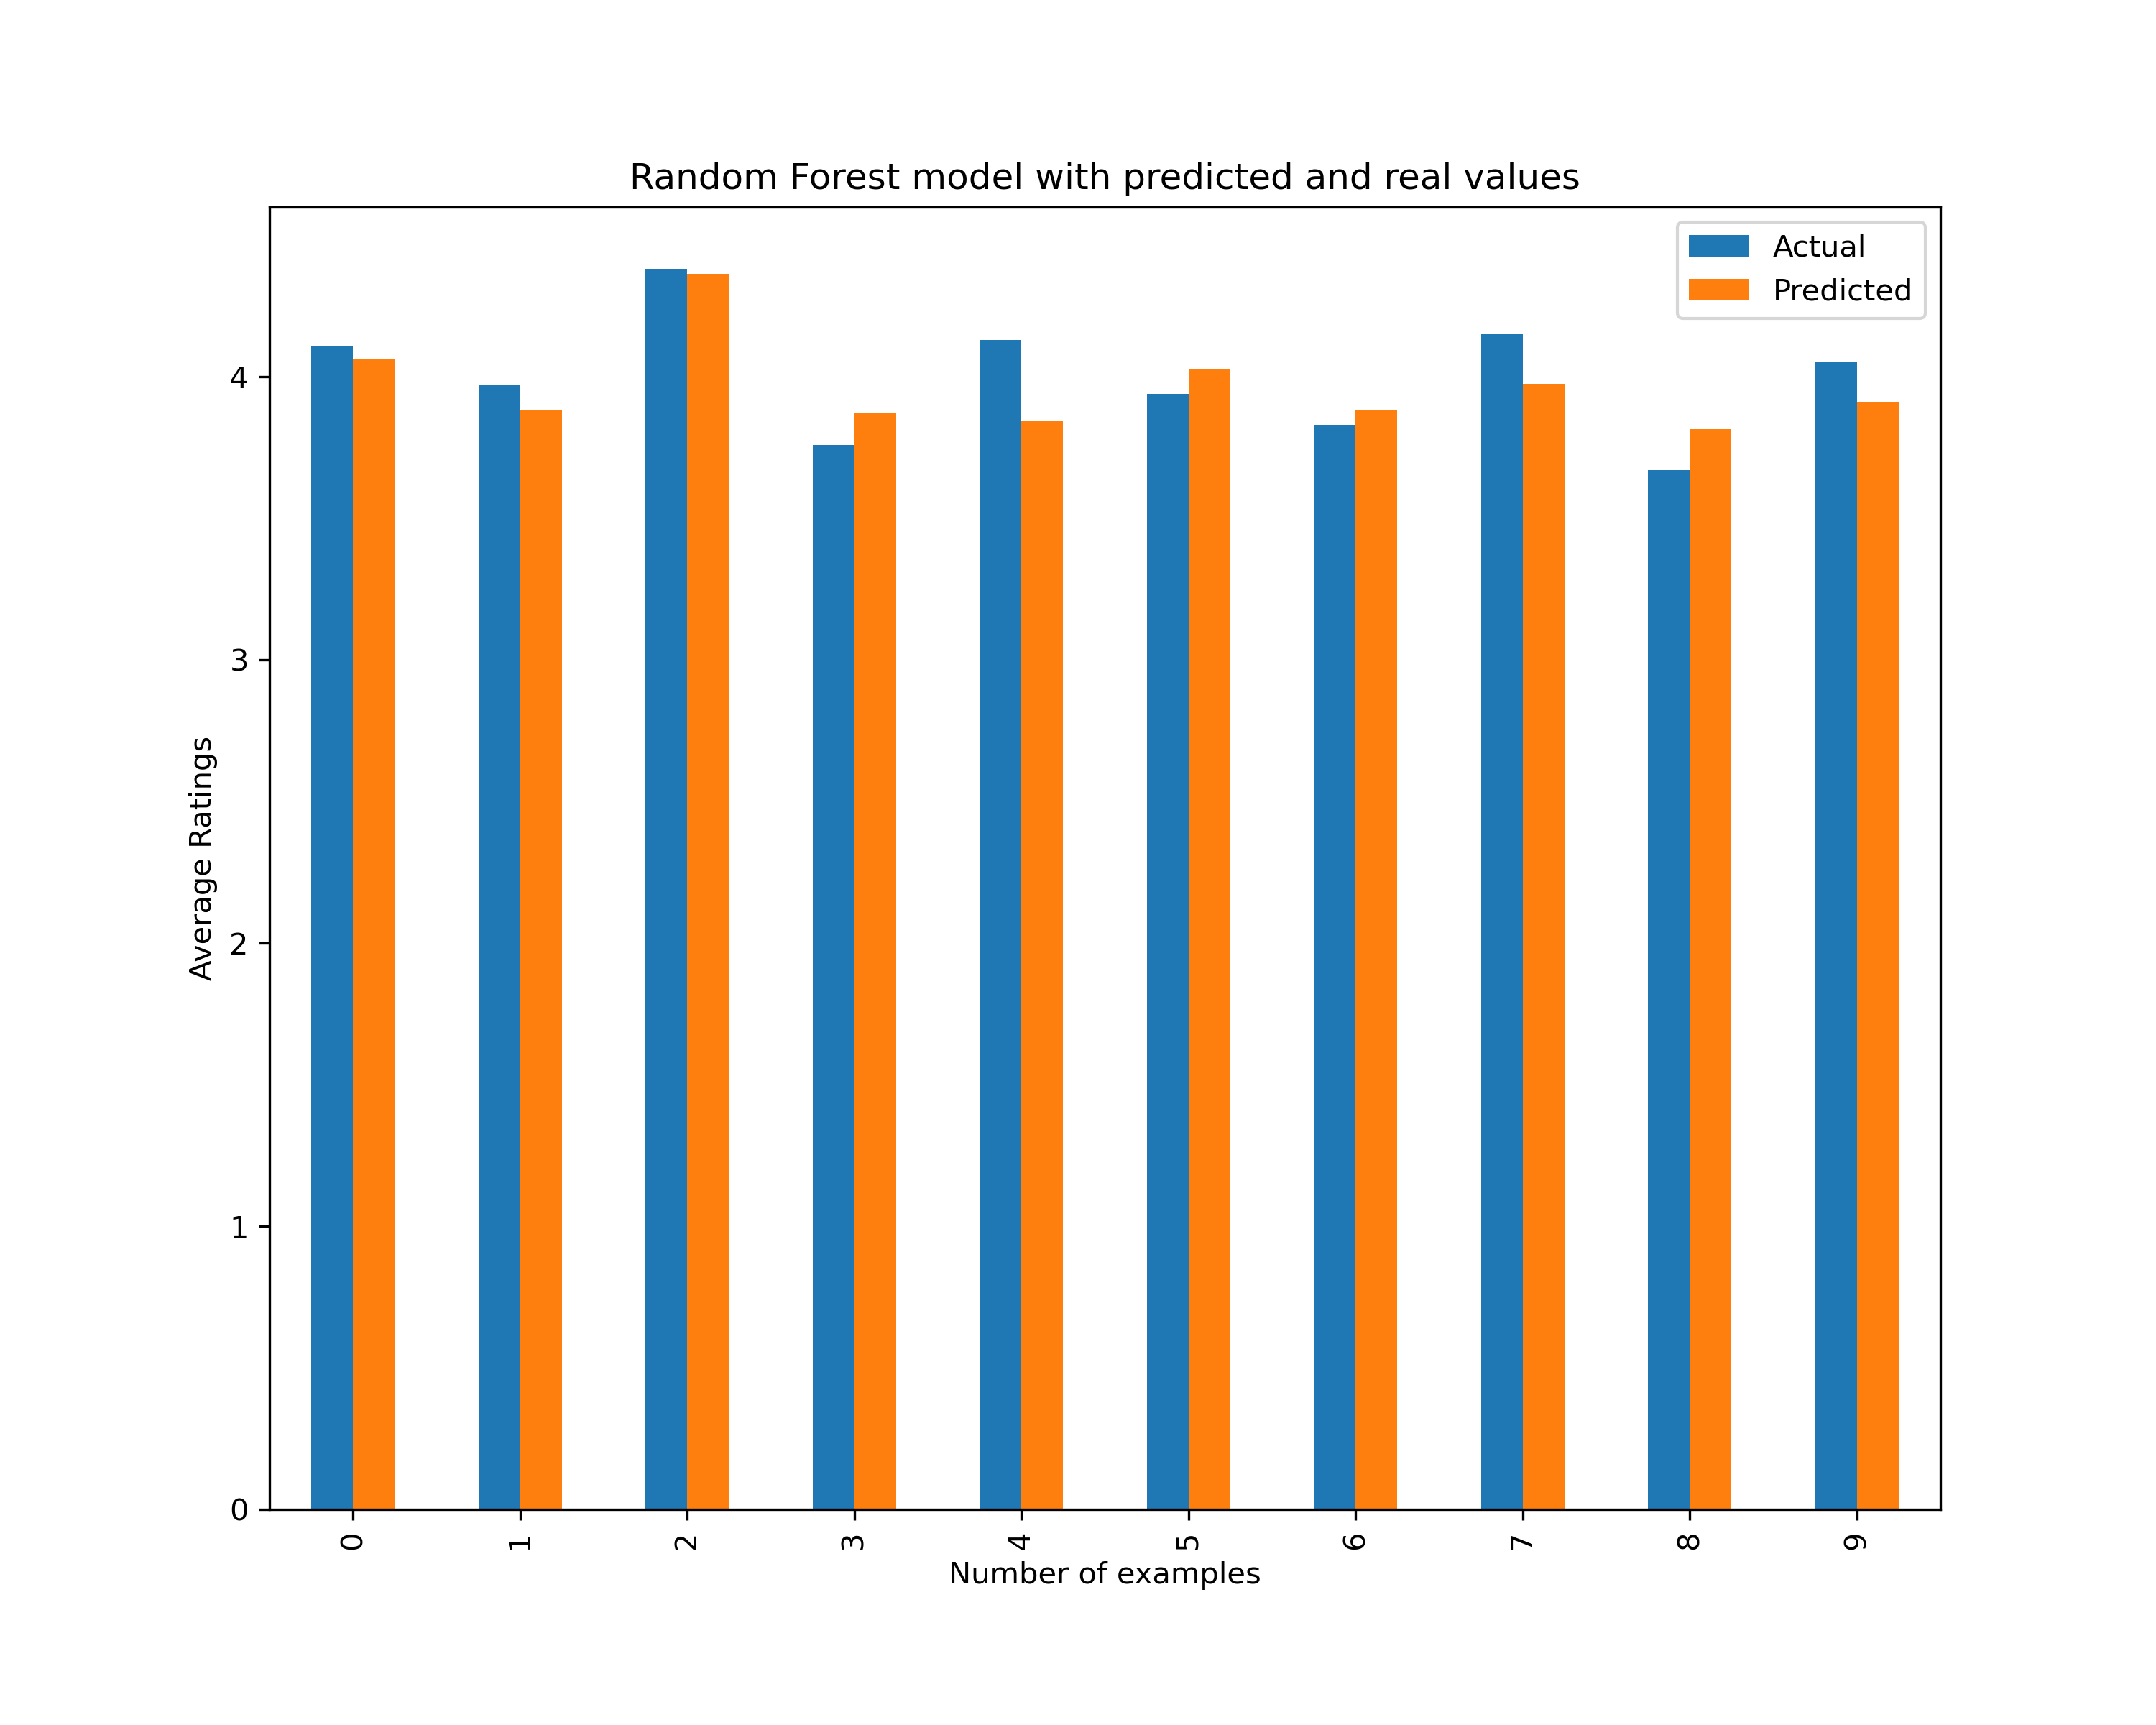 Random Forest model with predicted and real values
Actual
Predicted
4
3
2
1
0
Average Ratings
0 1 2 3 4 5 6 7 8 9
Number of examples